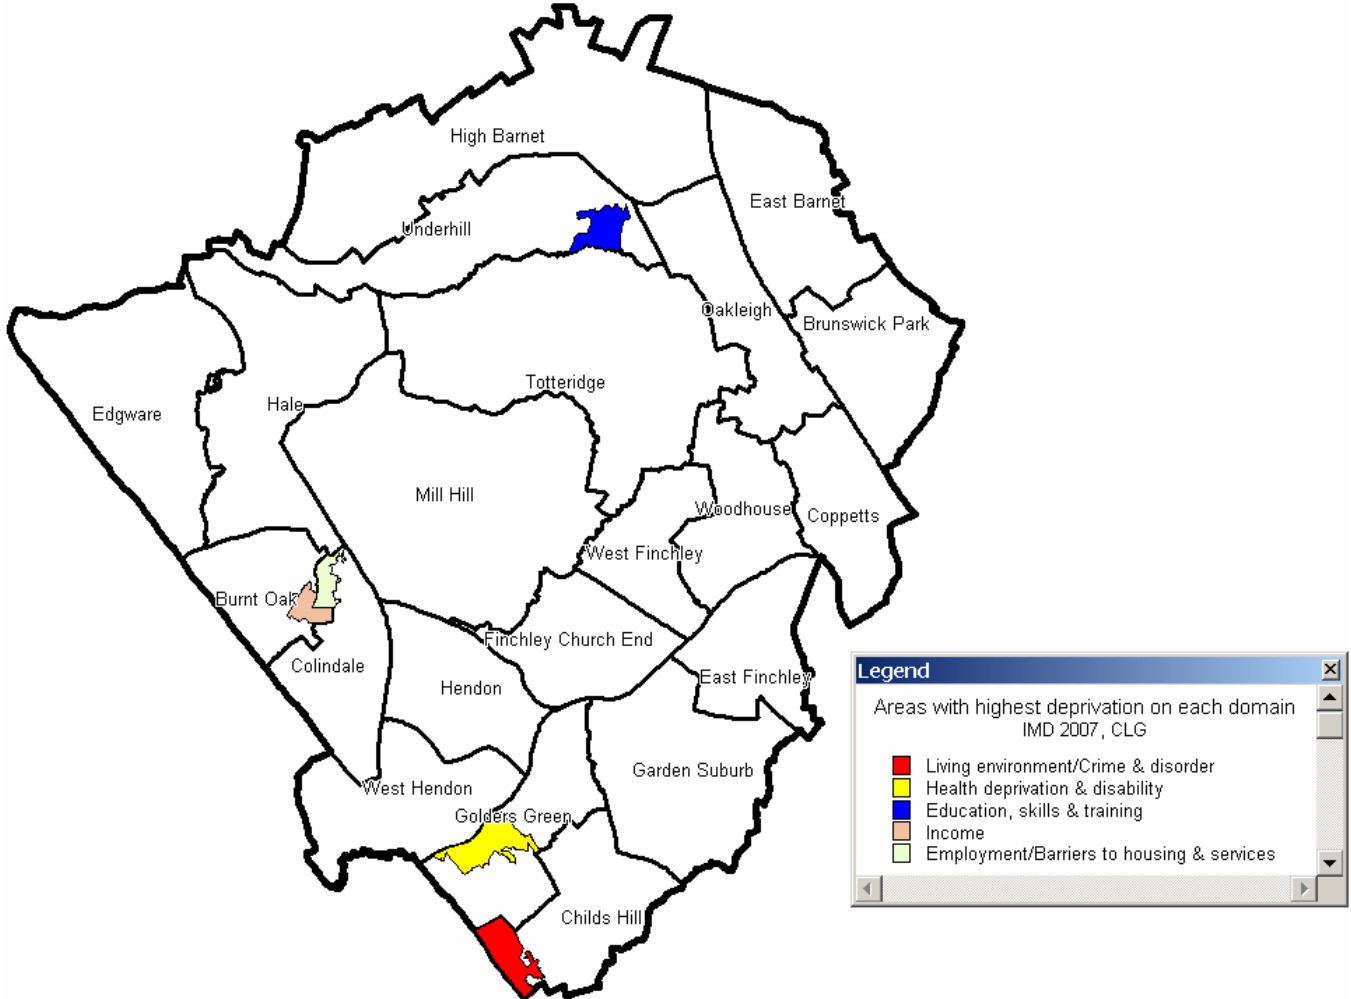 High Barnet
East Barnet
Underhill
Oakleigh
Brunswick Park
Totteridge
Edgware
Hale
Mill Hill
Woodhouse
Coppetts
West Finchley
Burnt Oak
Finchley Church End
Colindale
East Finchley
Hendon
Garden Suburb
West Hendon
Golders Green
Childs Hill
Legend
Areas with highest deprivation on each domain
IMD 2007, CLG
Living environment/Crime & disorder
Health deprivation & disability
Education, skills & training
Income
Employment/Barriers to housing & services